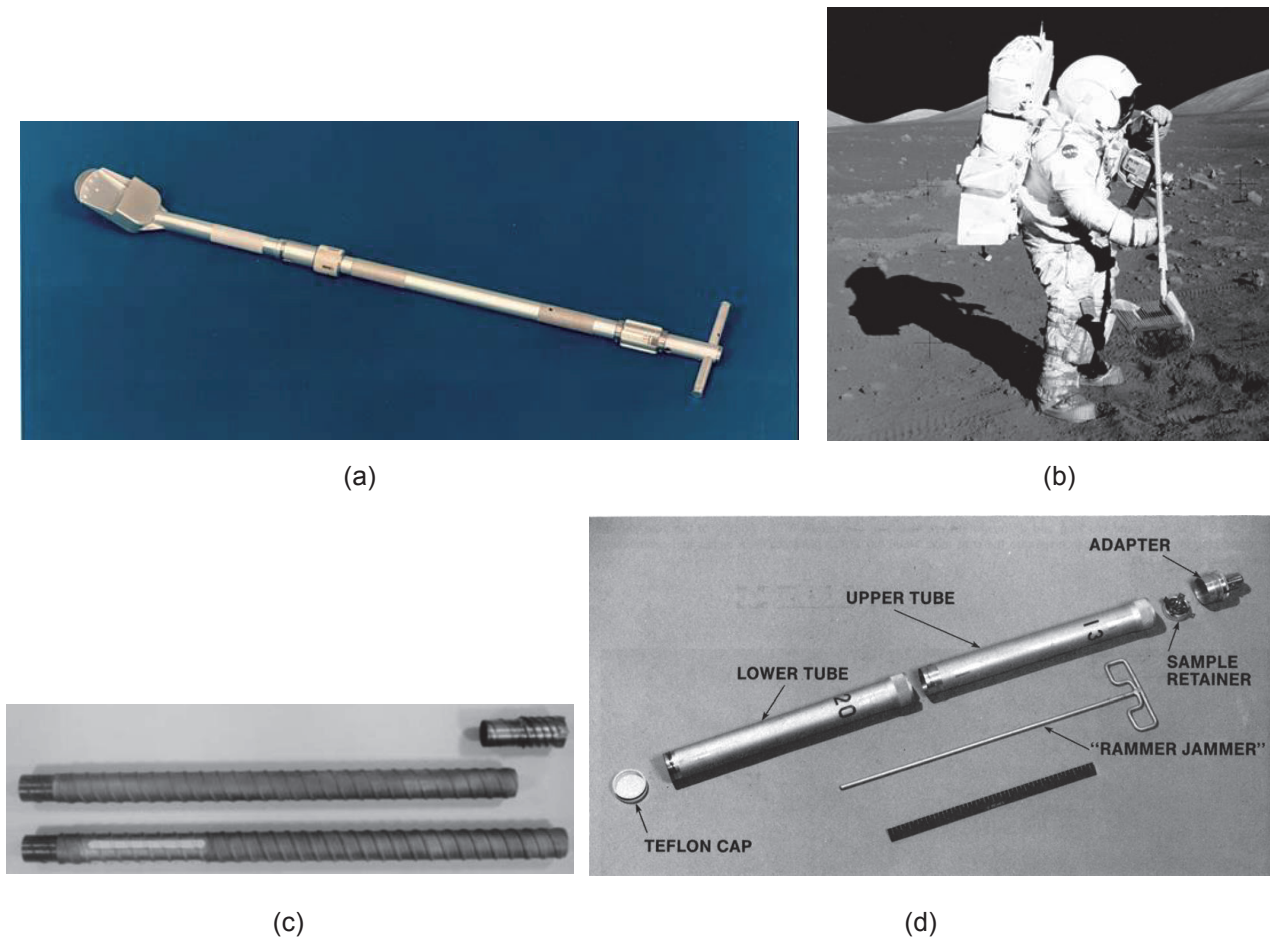 (a)
(b)
ADAPTER
UPPER TUBE
LOWER TUBE
13
SAMPLE
RETAINER
20
"RAMMER JAMMER"
TEFLON CAP
(c)
(d)